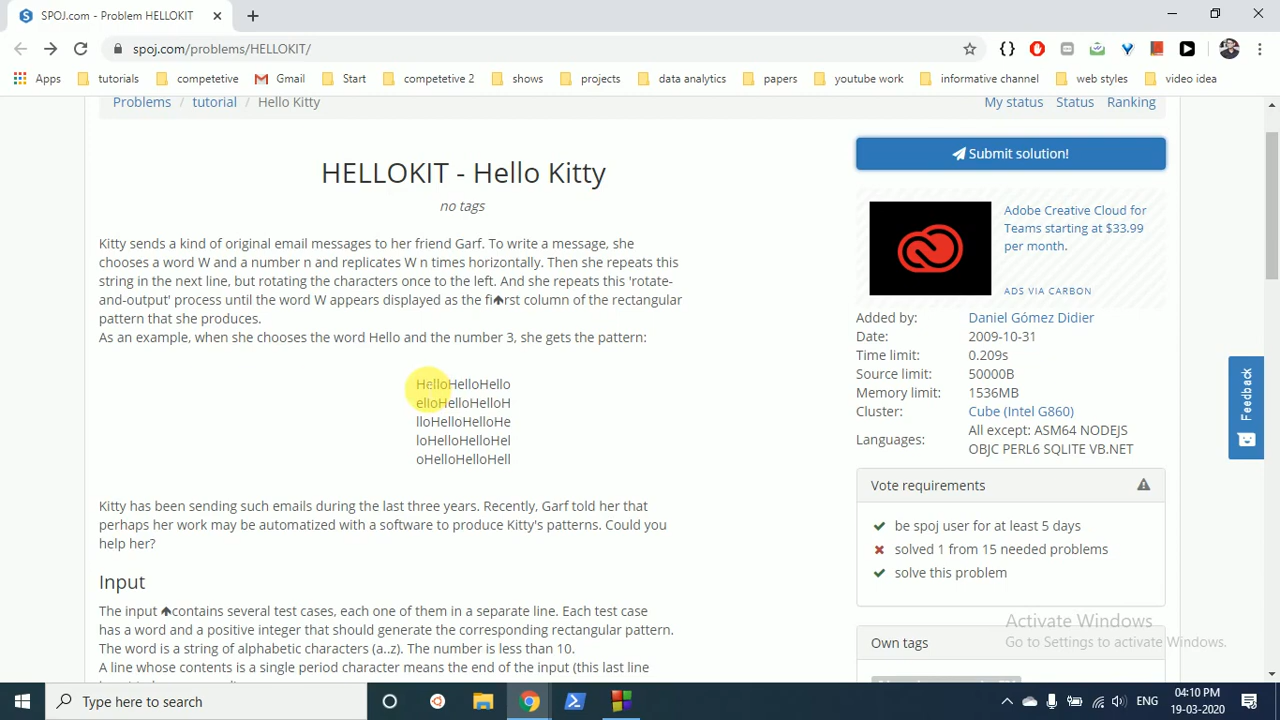 SPOJ.com - Problem HELLOKIT
spoj.com/problems/HELLOKIT/
Apps tutorials competetive Gmail Start competetive 2 shows projects data analytics papers youtube work informative channel web styles video idea
Problems / tutorial / Hello Kitty
My status Status Ranking
HELLOKIT - Hello Kitty
no tags
Kitty sends a kind of original email messages to her friend Garf. To write a message, she
chooses a word W and a number n and replicates W n times horizontally. Then she repeats this
string in the next line, but rotating the characters once to the left. And she repeats this 'rotate-
and-output' process until the word W appears displayed as the first column of the rectangular
pattern that she produces.
As an example, when she chooses the word Hello and the number 3, she gets the pattern:
HelloHelloHello
elloHelloHelloH
lloHelloHelloHe
loHelloHelloHel
oHelloHelloHell
Kitty has been sending such emails during the last three years. Recently, Garf told her that
perhaps her work may be automatized with a software to produce Kitty's patterns. Could you
help her?
Input
The input contains several test cases, each one of them in a separate line. Each test case
has a word and a positive integer that should generate the corresponding rectangular pattern.
The word is a string of alphabetic characters (a..z). The number is less than 10.
A line whose contents is a single period character means the end of the input (this last line
Submit solution!
Adobe Creative Cloud for
Teams starting at $33.99
per month.
ADS VIA CARBON
Added by: Daniel Gómez Didier
Date: 2009-10-31
Time limit: 0.209s
Source limit: 50000B
Memory limit: 1536MB
Cluster: Cube (Intel G860)
Languages: All except: ASM64 NODEJS
OBJC PERL6 SQLITE VB.NET
Vote requirements
be spoj user for at least 5 days
solved 1 from 15 needed problems
solve this problem
Own tags
Feedback
Activate Windows
Go to Settings to activate Windows.
Type here to search
ENG
04:10 PM
19-03-2020